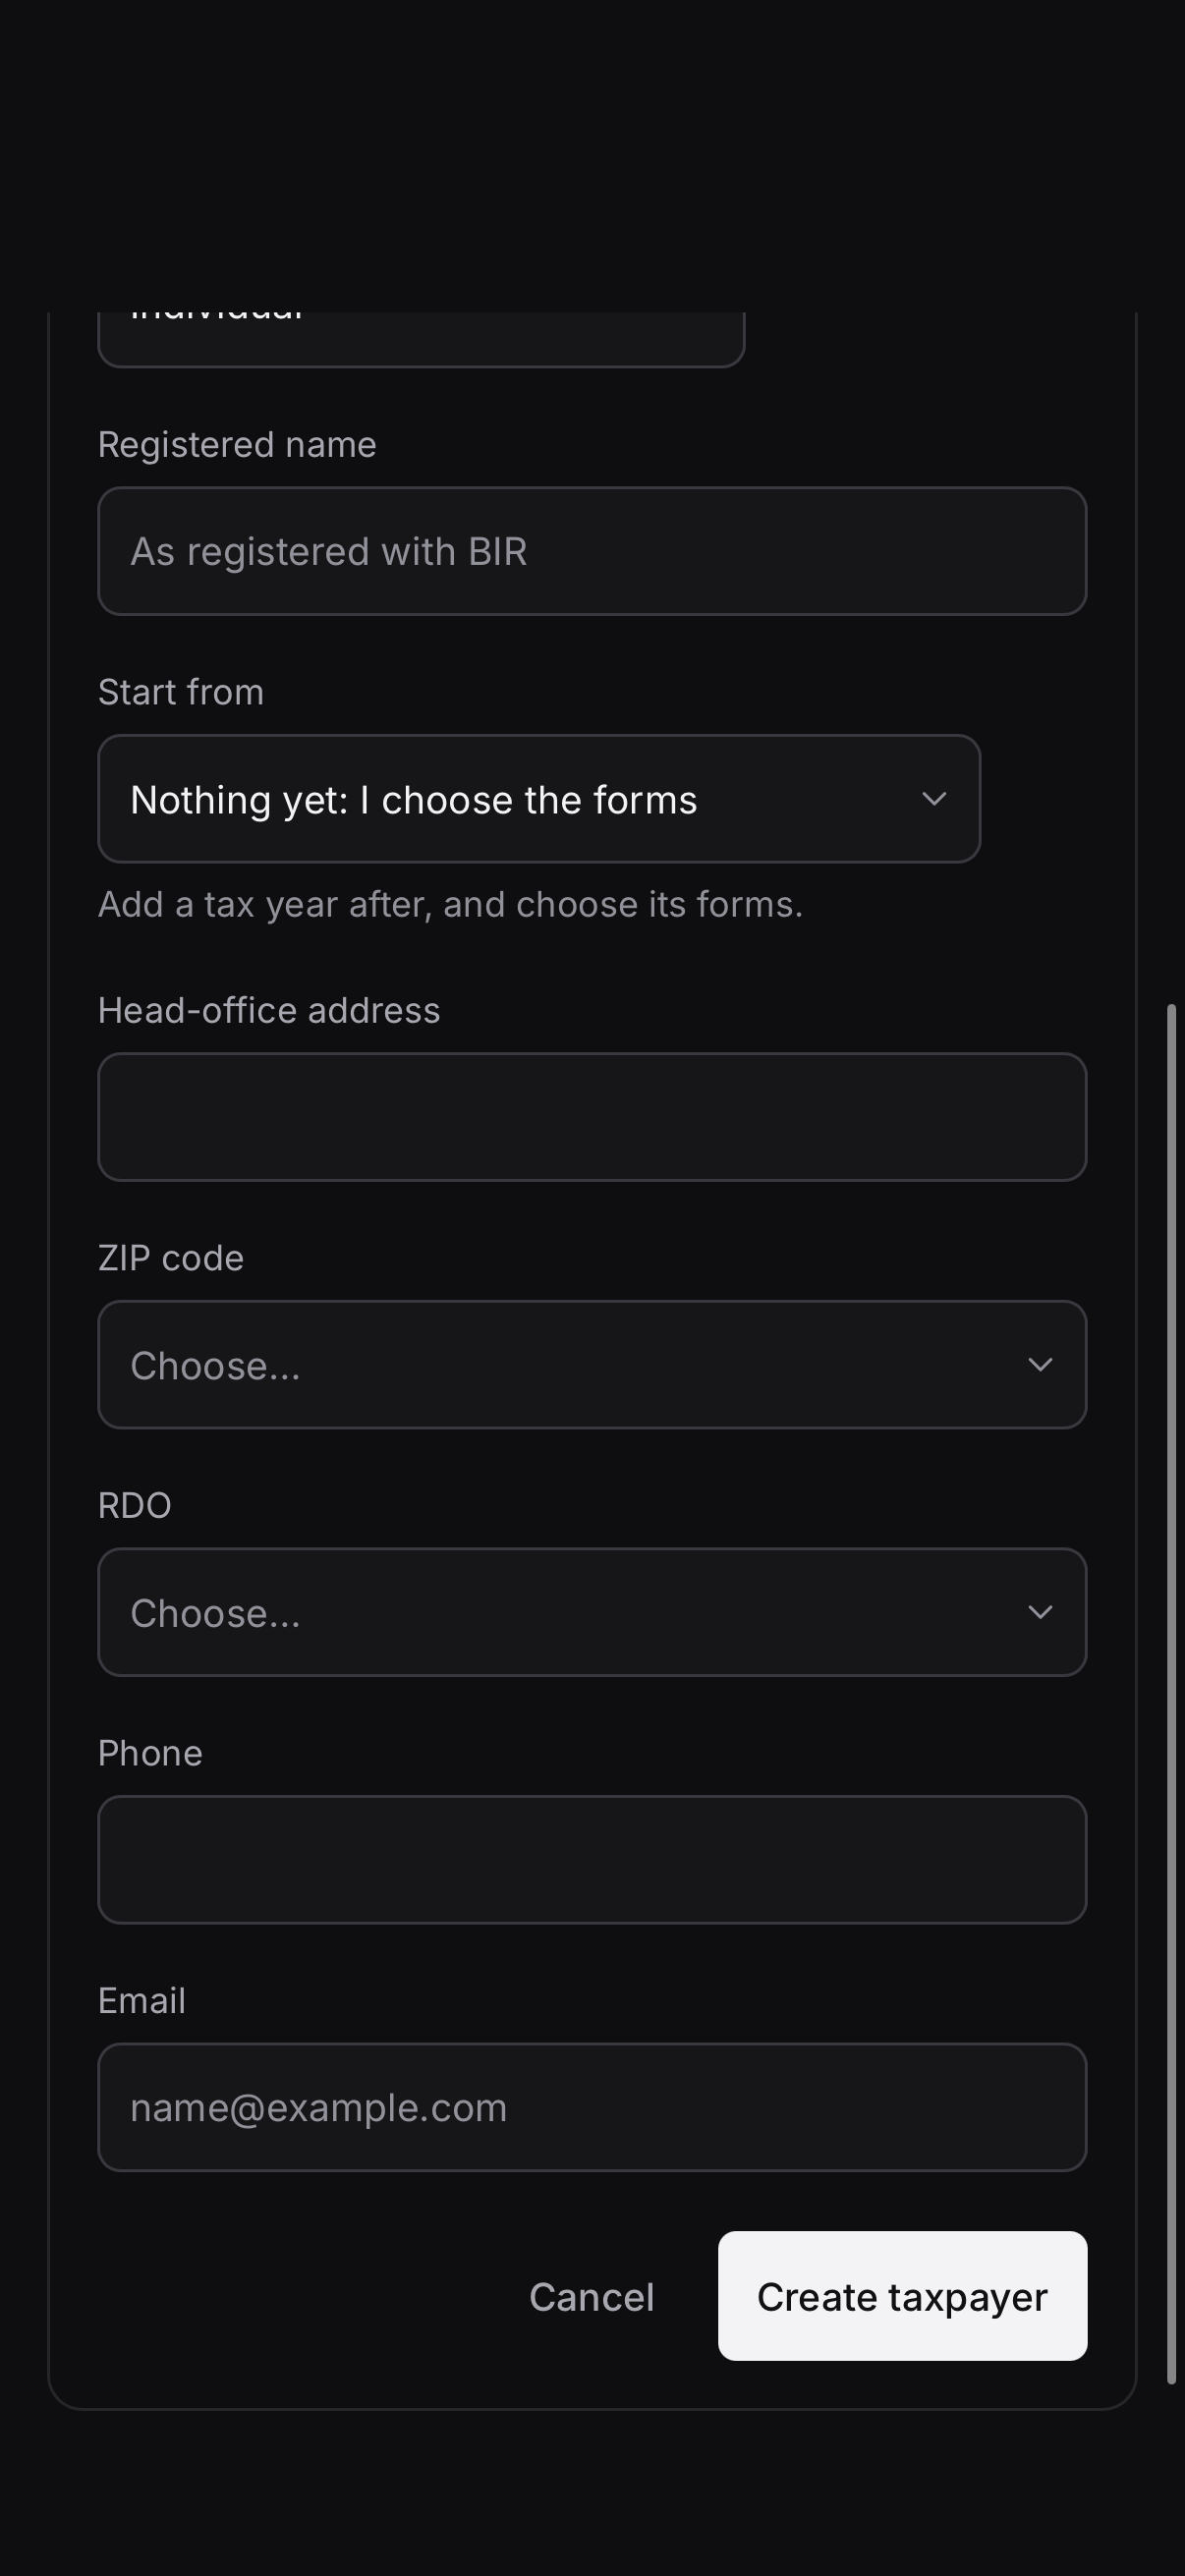 Individual
Registered name
As registered with BIR
Start from
Nothing yet: I choose the forms
Add a tax year after, and choose its forms.
Head-office address
ZIP code
Choose...
RDO
Choose...
Phone
Email
name@example.com
Cancel
Create taxpayer